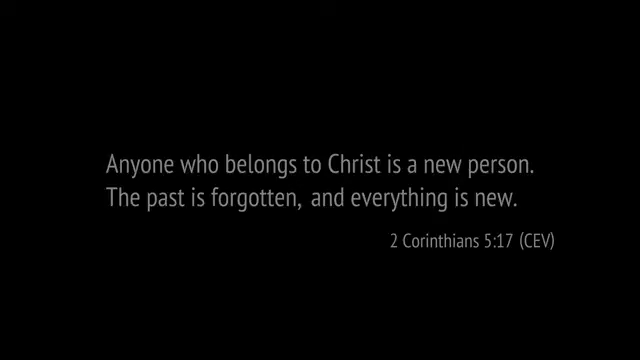 Anyone who belongs to Christ is a new person.
The past is forgotten, and everything is new.
2 Corinthians 5:17 (CEV)